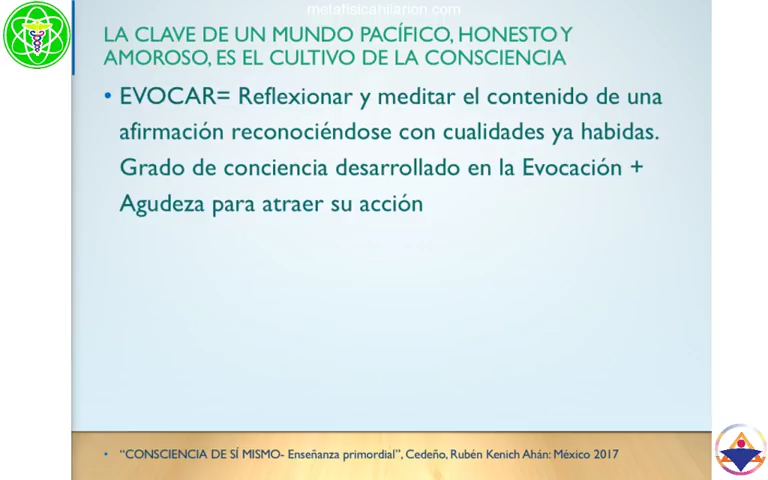 metafisicahilarion.com
LA CLAVE DE UN MUNDO PACÍFICO, HONESTO Y
AMOROSO, ES EL CULTIVO DE LA CONSCIENCIA
• EVOCAR= Reflexionar y meditar el contenido de una
afirmación reconociéndose con cualidades ya habidas.
Grado de conciencia desarrollado en la Evocación +
Agudeza para atraer su acción
• “CONSCIENCIA DE SÍ MISMO- Enseñanza primordial”, Cedeño, Rubén Kenich Ahán: México 2017